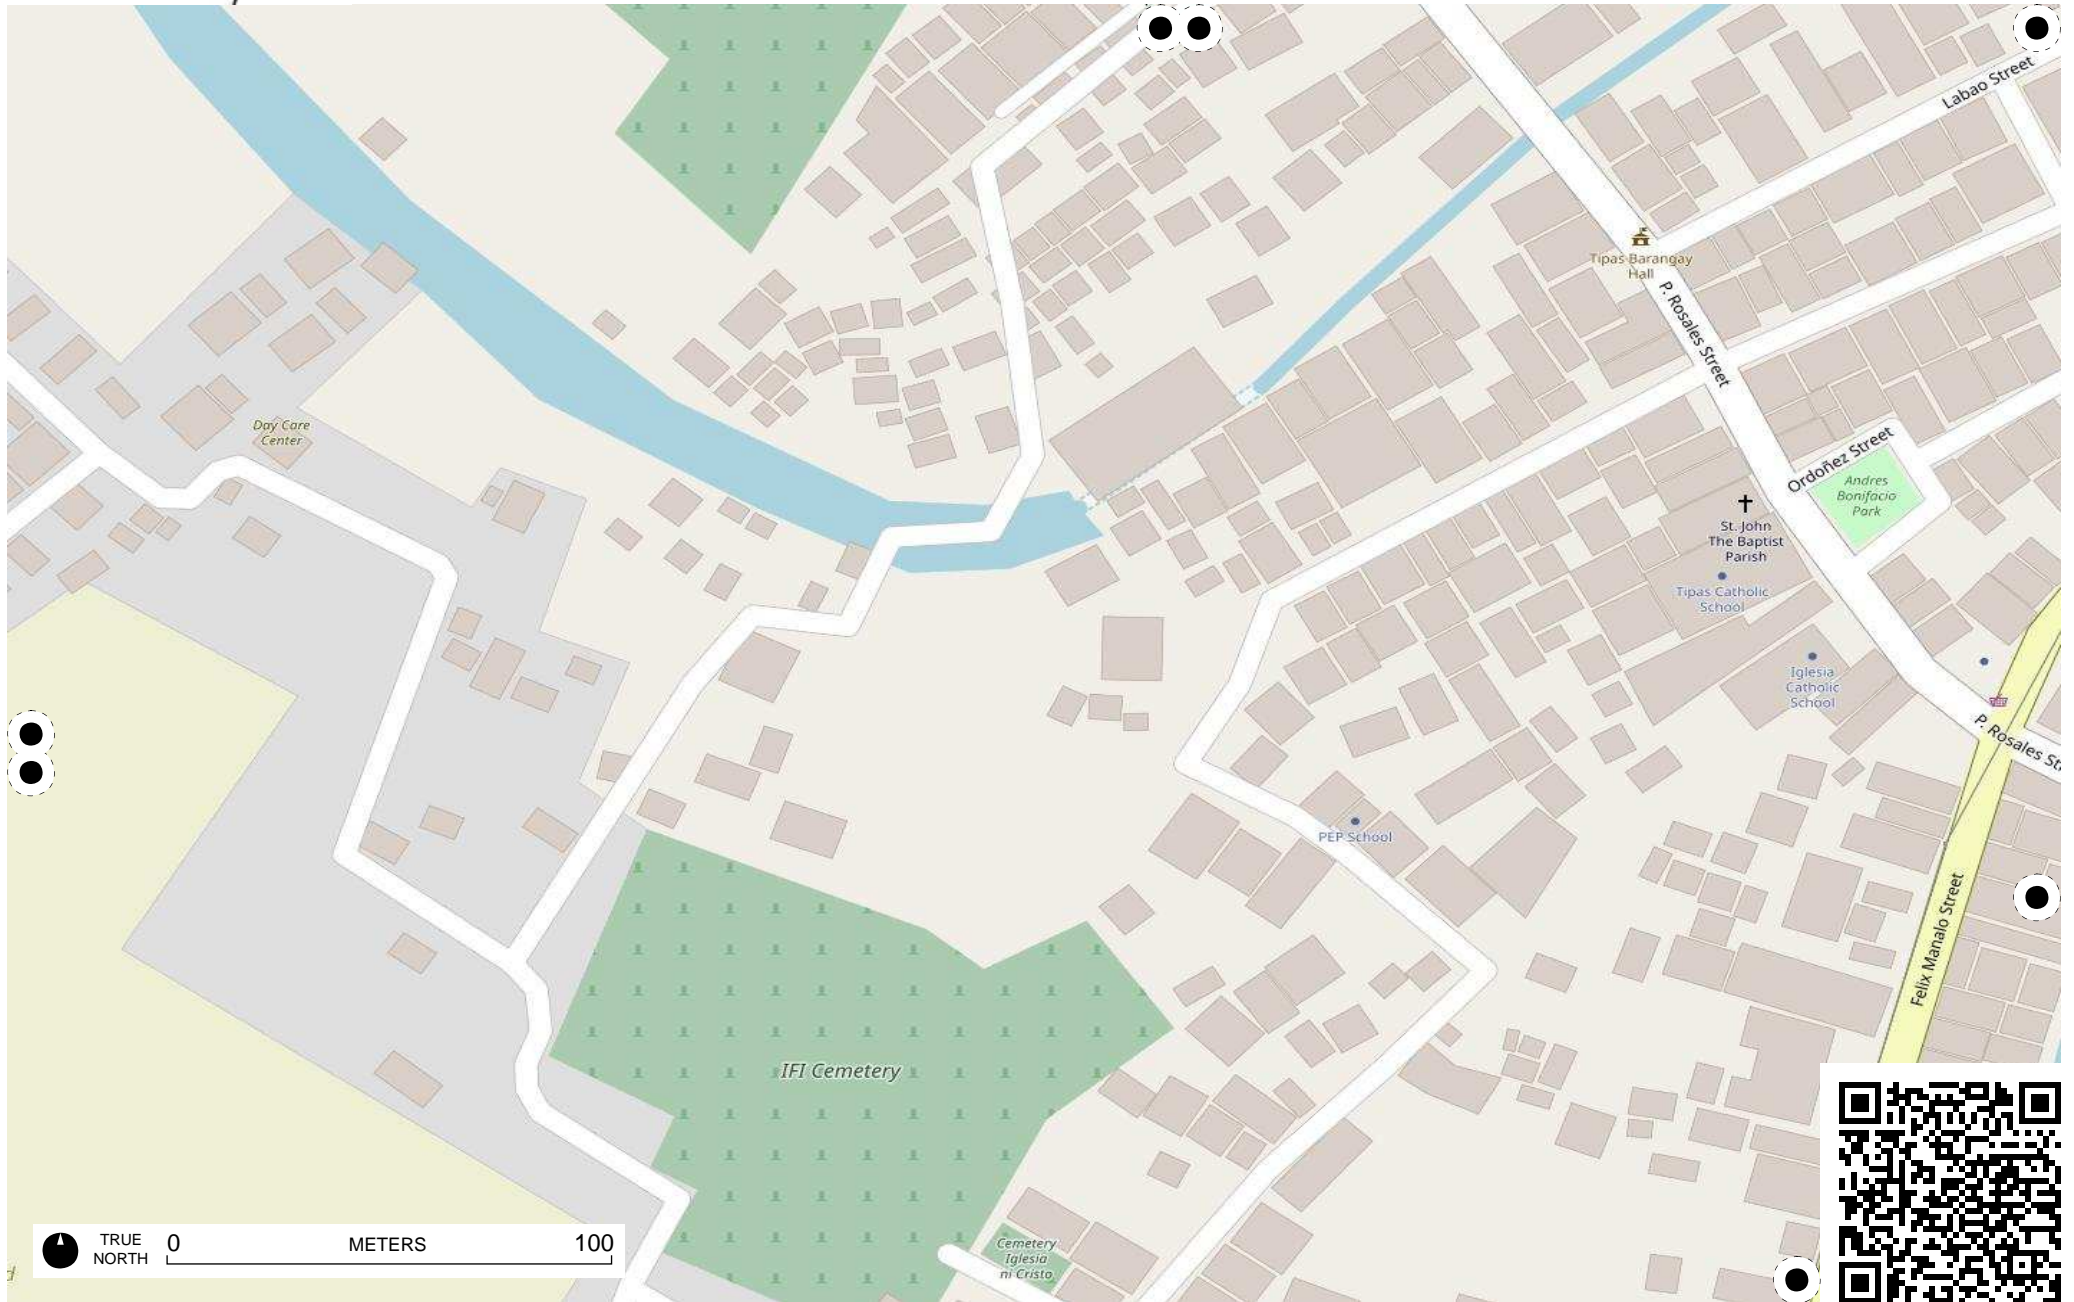 Labao Street
Tipas Barangay
Hall
P. Rosales Street
Day Care
Center
Ordoñez Street
Andres
Bonifacio
Park
St. John
The Baptist
Parish
Tipas Catholic
School
Iglesia
Catholic
School
P. Rosales St
PEP School
Felix Manalo Street
IFI Cemetery
Cemetery
Iglesia
ni Cristo
TRUE
NORTH
0 METERS 100